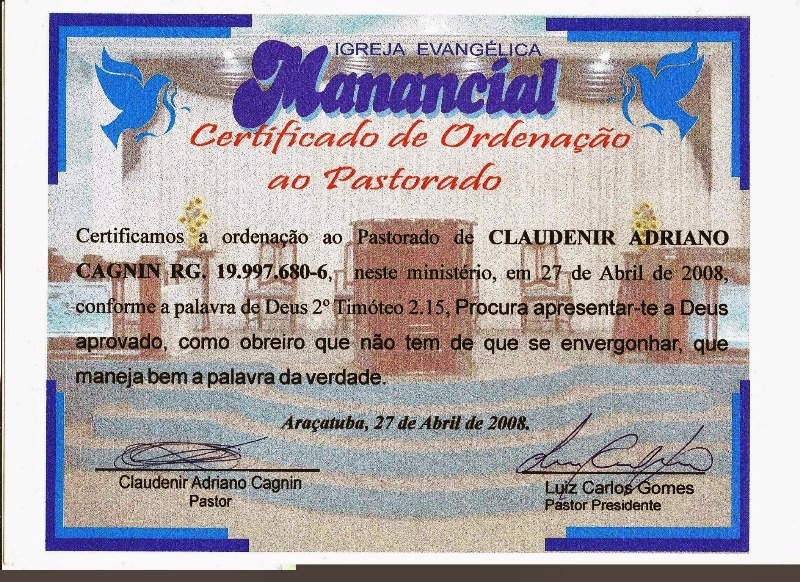 IGREJA EVANGÉLICA
Manancial
Certificado de Ordenação
ao Pastorado
Certificamos a ordenação ao Pastorado de CLAUDENIR ADRIANO
CAGNIN RG. 19.997.680-6, neste ministério, em 27 de Abril de 2008,
conforme a palavra de Deus 2º Timóteo 2.15, Procura apresentar-te a Deus
aprovado, como obreiro que não tem de que se envergonhar, que
maneja bem a palavra da verdade.
Araçatuba, 27 de Abril de 2008.
Claudenir Adriano Cagnin
Pastor
Luiz Carlos Gomes
Pastor Presidente